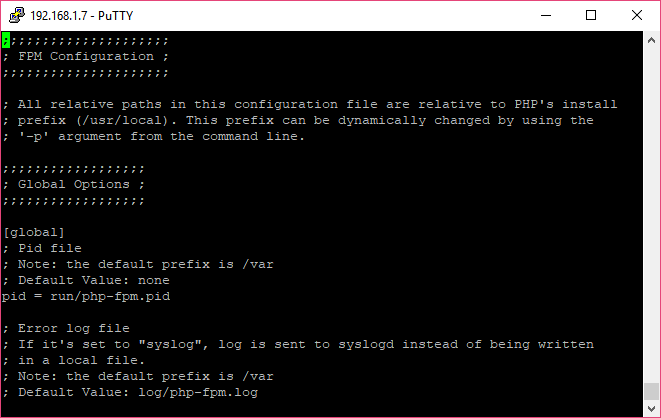 192.168.1.7 - PuTTY
;;;;;;;;;;;;;;;;;;;;;
; FPM Configuration ;
;;;;;;;;;;;;;;;;;;;;;
; All relative paths in this configuration file are relative to PHP's install
; prefix (/usr/local). This prefix can be dynamically changed by using the
; '-p' argument from the command line.
;;;;;;;;;;;;;;;;;;
; Global Options ;
;;;;;;;;;;;;;;;;;;
[global]
; Pid file
; Note: the default prefix is /var
; Default Value: none
pid = run/php-fpm.pid
; Error log file
; If it's set to "syslog", log is sent to syslogd instead of being written
; in a local file.
; Note: the default prefix is /var
; Default Value: log/php-fpm.log